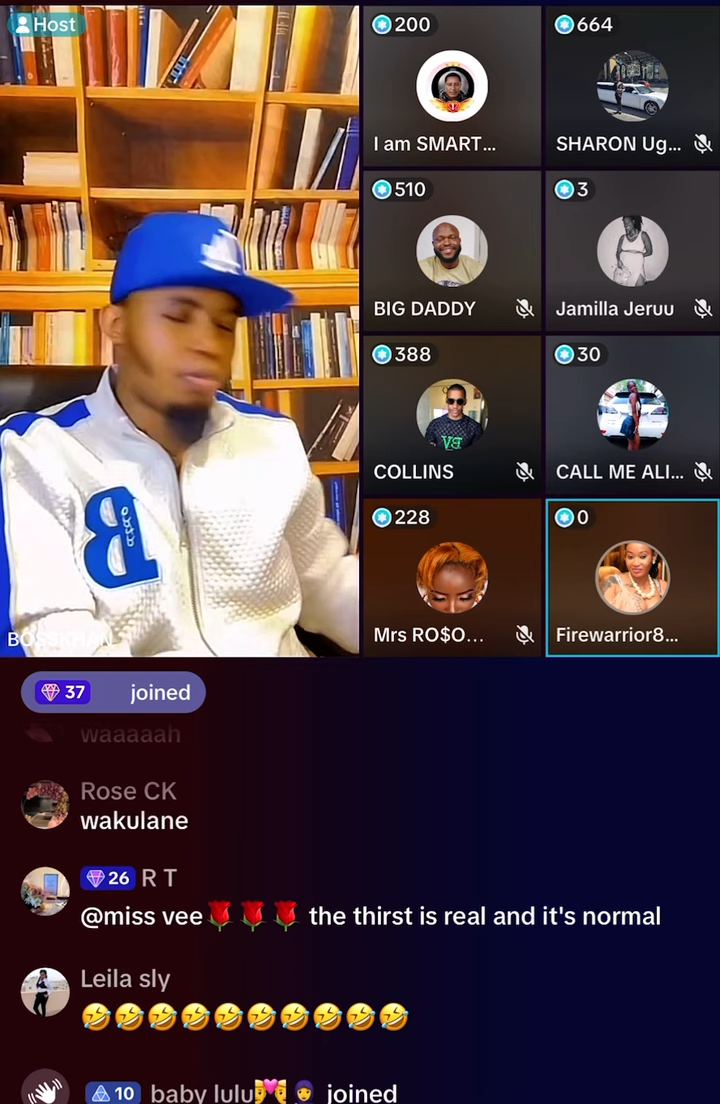 Host
200
I am SMART...
664
SHARON Ug...
510
BIG DADDY
3
Jamilla Jeruu
388
COLLINS
30
CALL ME ALI...
228
Mrs RO$O...
0
Firewarrior8...
BOSSKHAN
B
37 joined
waaaaah
Rose CK
wakulane
26 R T
@miss vee🌹🌹🌹 the thirst is real and it's normal
Leila sly
🤣🤣🤣🤣🤣🤣🤣🤣🤣🤣
10 baby lulu💏🧕 joined